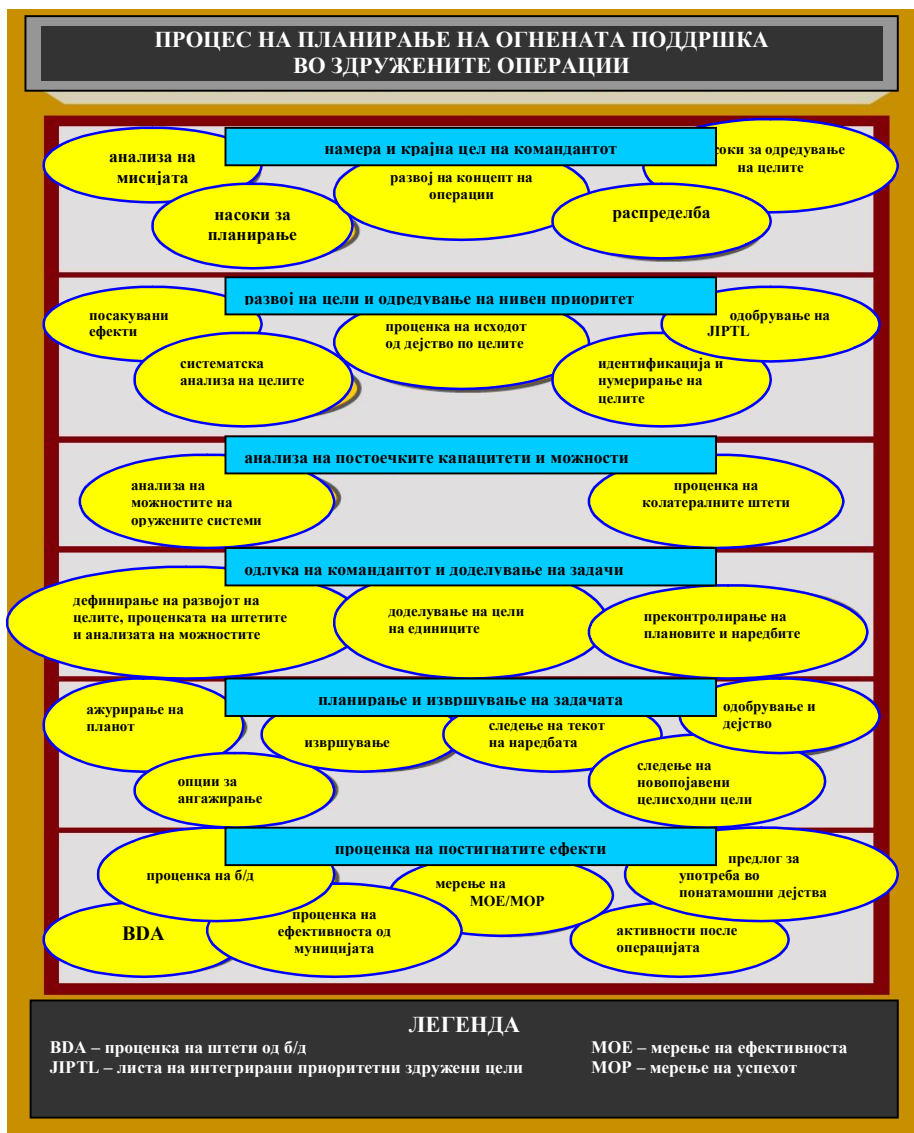 ПРОЦЕС НА ПЛАНИРАЊЕ НА ОГНЕНАТА ПОДДРШКА
ВО ЗДРУЖЕНИТЕ ОПЕРАЦИИ
намера и крајна цел на командантот
анализа на
мисијата
насоки за
планирање
развој на концепт на
операции
распределба
за одредување
на целите
развој на цели и одредување на нивен приоритет
посакувани
ефекти
систематска
анализа на целите
проценка на исходот
од дејство по целите
идентификација и
нумерирање на
целите
одобрување на
JIPTL
анализа на постоечките капацитети и можности
анализа на
можностите на
оружените системи
проценка на
колатералните штети
одлука на командантот и доделување на задачи
дефинирање на развојот на
целите, проценката на штетите
и анализата на можностите
доделување на цели
на единиците
преконтролирање на
плановите и наредбите
планирање и извршување на задачата
ажурирање на
планот
опции за
ангажирање
извршување
следење на текот
на наредбата
следење на
новопојавени
целисходни цели
одобрување и
дејство
проценка на постигнатите ефекти
проценка на б/д
BDA
проценка на
ефективноста од
муницијата
мерење на
МОЕ/МОР
активности после
операцијата
предлог за
употреба во
понатамошни дејства
ЛЕГЕНДА
BDA – проценка на штети од б/д
JIPTL – листа на интегрирани приоритетни здружени цели
МОЕ – мерење на ефективноста
МОР – мерење на успехот